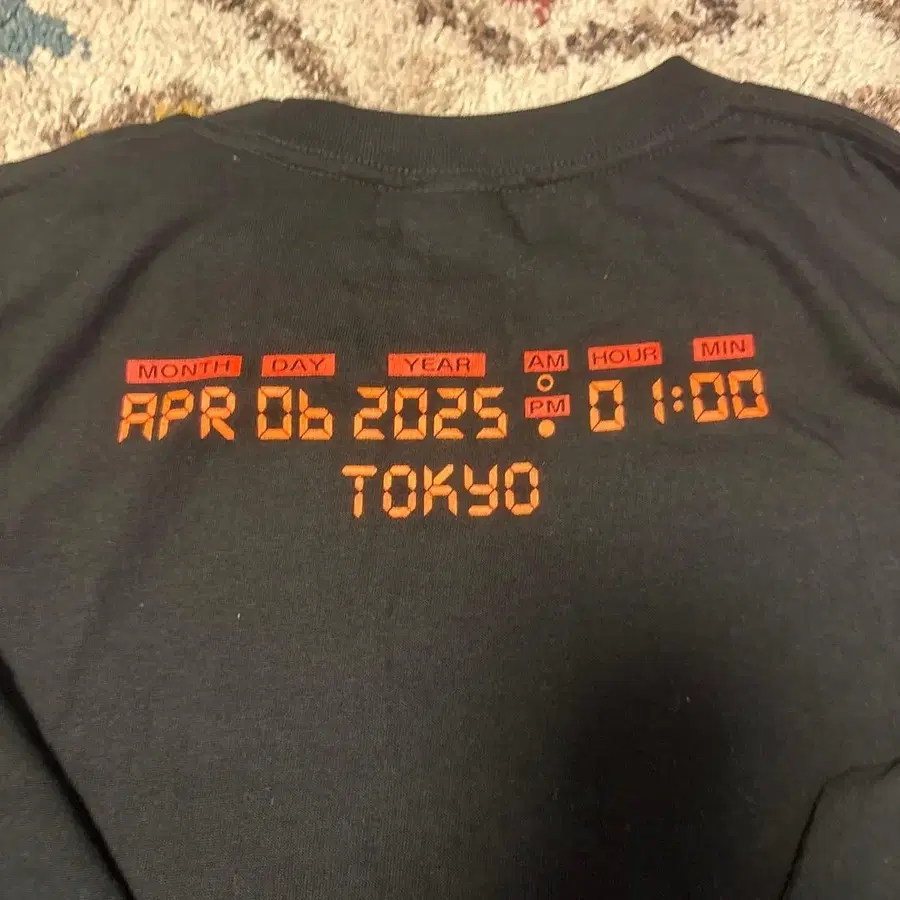 MONTH DAY YEAR AM HOUR MIN
APR 06 2025 PM 01:00
TOKYO